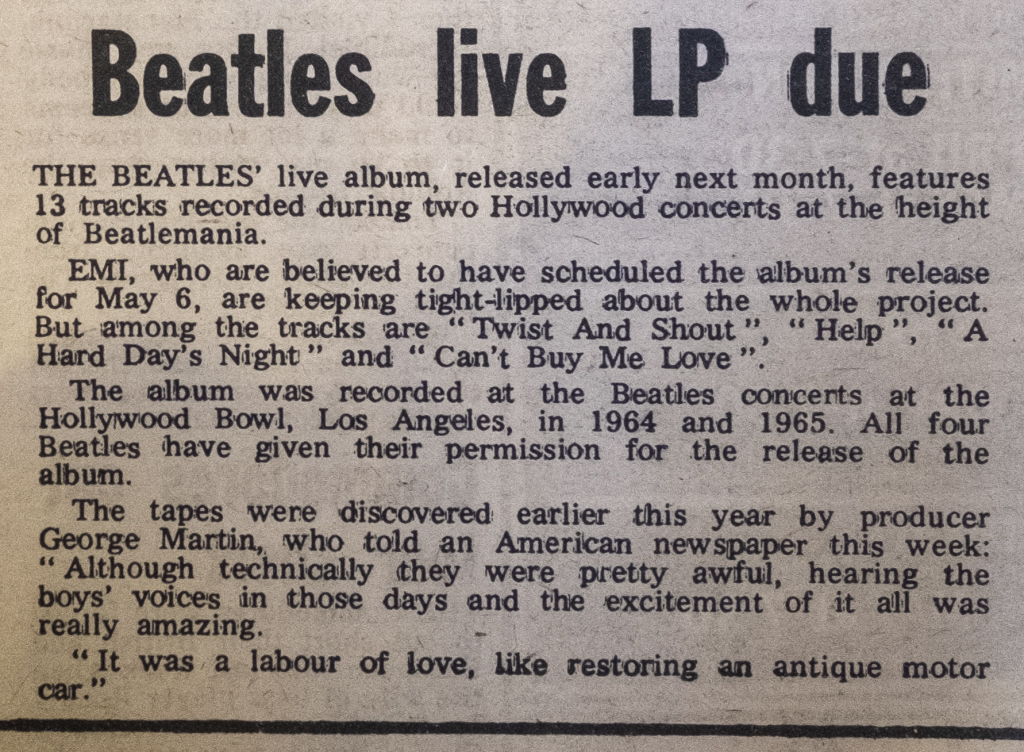 Beatles live LP due
THE BEATLES' live album, released early next month, features
13 tracks recorded during two Hollywood concerts at the height
of Beatlemania.
EMI, who are believed to have scheduled the album's release
for May 6, are keeping tight-lipped about the whole project.
But among the tracks are "Twist And Shout", "Help", "A
Hard Day's Night" and "Can't Buy Me Love".
The album was recorded at the Beatles concerts at the
Hollywood Bowl, Los Angeles, in 1964 and 1965. All four
Beatles have given their permission for the release of the
album.
The tapes were discovered earlier this year by producer
George Martin, who told an American newspaper this week:
"Although technically they were pretty awful, hearing the
boys' voices in those days and the excitement of it all was
really amazing.
"It was a labour of love, like restoring an antique motor
car."